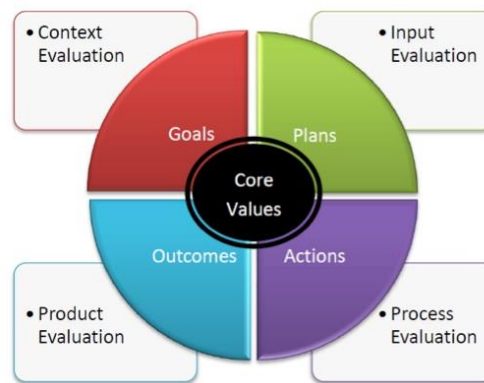 • Context
Evaluation
• Input
Evaluation
Goals
Plans
Core
Values
Outcomes
Actions
• Product
Evaluation
• Process
Evaluation